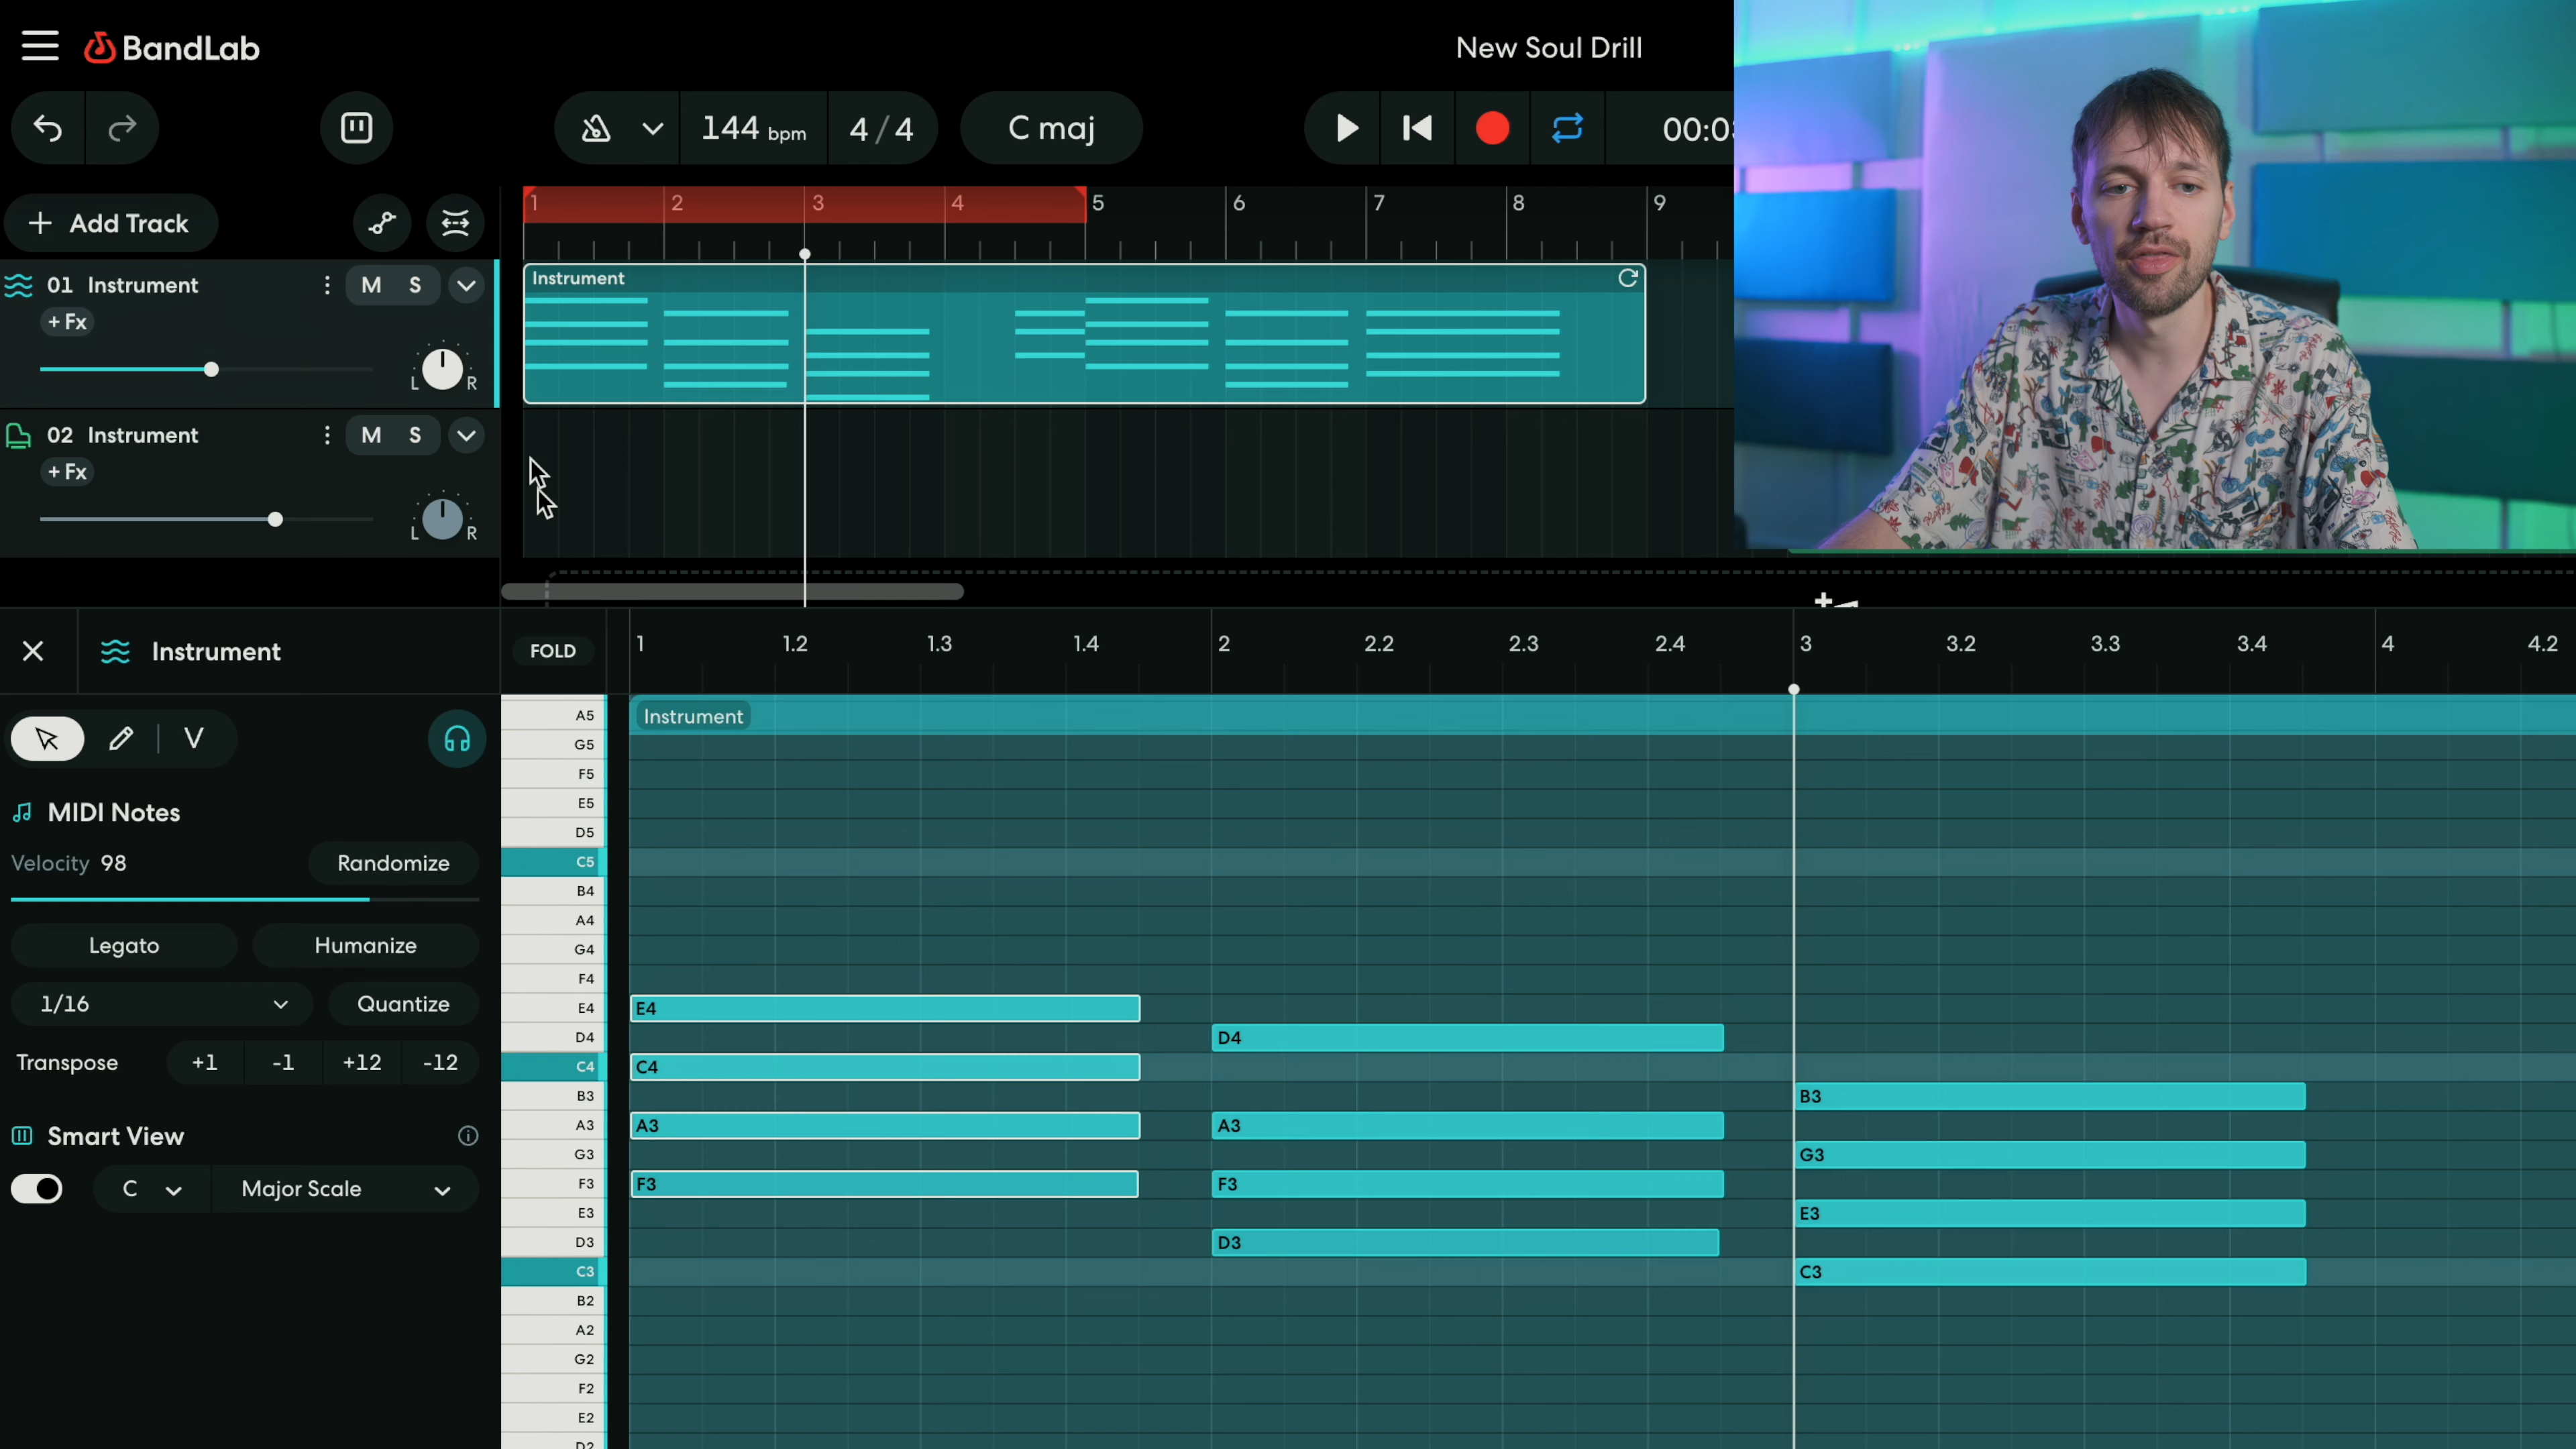 BandLab
New Soul Drill
144 bpm
4 / 4
C maj
00:0
Add Track
1 2 3 4 5 6 7 8 9
01 Instrument
M S
+ Fx
L R
Instrument
02 Instrument
M S
+ Fx
L R
Instrument
FOLD
1 1.2 1.3 1.4 2 2.2 2.3 2.4 3 3.2 3.3 3.4 4 4.2
Instrument
V
MIDI Notes
Velocity 98
Randomize
Legato
Humanize
1/16
Quantize
Transpose +1 -1 +12 -12
Smart View
C
Major Scale
A5
G5
F5
E5
D5
C5
B4
A4
G4
F4
E4
D4
C4
B3
A3
G3
F3
E3
D3
C3
B2
A2
G2
F2
E2
D2
E4
C4
A3
F3
D4
A3
F3
D3
B3
G3
E3
C3